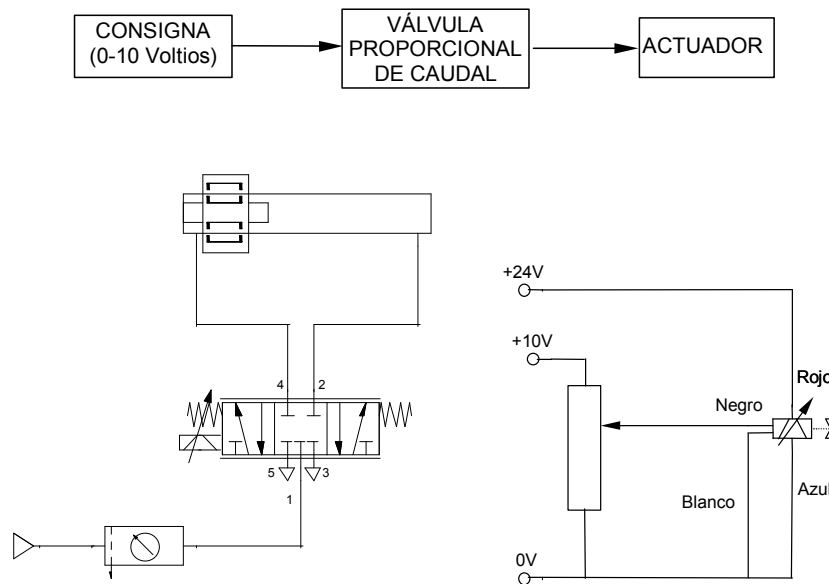 CONSIGNA
(0-10 Voltios)
VÁLVULA
PROPORCIONAL
DE CAUDAL
ACTUADOR
+24V
+10V
4
2
Rojo
Negro
5
3
1
Blanco
Azul
0V